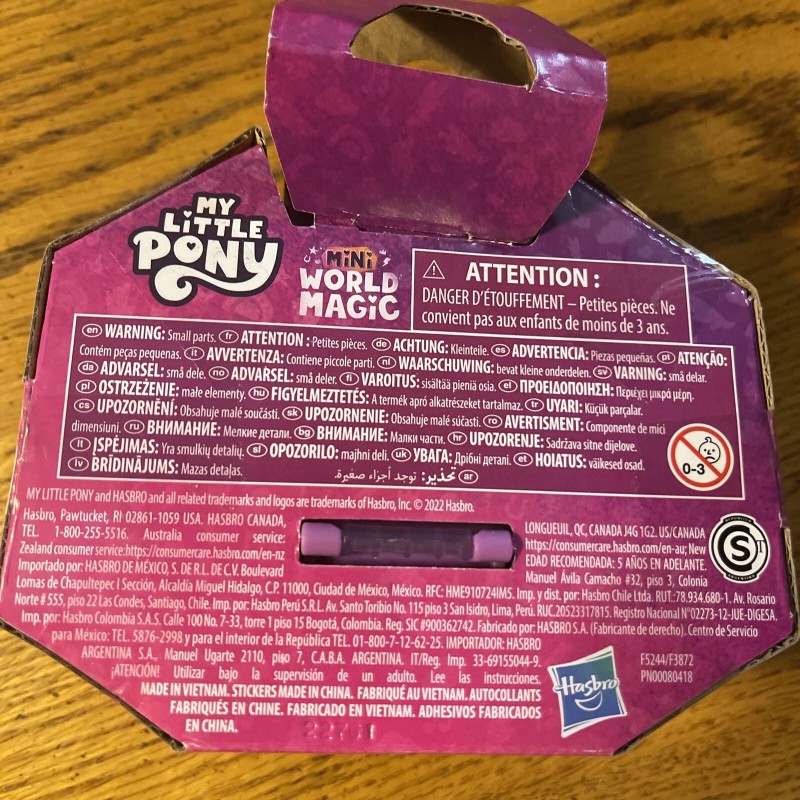 MY
LITTLE
PONY
MINI
WORLD
MAGIC
ATTENTION :
DANGER D'ÉTOUFFEMENT – Petites pièces. Ne
convient pas aux enfants de moins de 3 ans.
en WARNING: Small parts. fr ATTENTION : Petites pièces. de ACHTUNG: Kleinteile. es ADVERTENCIA: Piezas pequeñas. pt ATENÇÃO:
Contém peças pequenas. it AVVERTENZA: Contiene piccole parti. nl WAARSCHUWING: bevat kleine onderdelen. sv VARNING: små delar.
da ADVARSEL: små dele. no ADVARSEL: små deler. fi VAROITUS: sisältää pieniä osia. el ΠΡΟΕΙΔΟΠΟΙΗΣΗ: Περιέχει μικρά μέρη.
pl OSTRZEŻENIE: małe elementy. hu FIGYELMEZTETÉS: A termék apró alkatrészeket tartalmaz. tr UYARI: Küçük parçalar.
cs UPOZORNĚNÍ: Obsahuje malé součásti. sk UPOZORNENIE: Obsahuje malé súčasti. ro AVERTISMENT: Componente de mici
dimensiuni. ru ВНИМАНИЕ: Мелкие детали. bg ВНИМАНИЕ: Малки части. hr UPOZORENJE: Sadržava sitne dijelove.
lt ĮSPĖJIMAS: Yra smulkių detalių. sl OPOZORILO: majhni deli. uk УВАГА: Дрібні деталі. et HOIATUS: väikesed osad.
lv BRĪDINĀJUMS: Mazas detaļas. ar تحذير: توجد أجزاء صغيرة.
0-3
MY LITTLE PONY and HASBRO and all related trademarks and logos are trademarks of Hasbro, Inc. © 2022 Hasbro.
Hasbro, Pawtucket, RI 02861-1059 USA. HASBRO CANADA, LONGUEUIL, QC, CANADA J4G 1G2. US/CANADA
TEL. 1-800-255-5516. Australia consumer service: https://consumercare.hasbro.com/en-au; New
Zealand consumer service: https://consumercare.hasbro.com/en-nz EDAD RECOMENDADA: 5 AÑOS EN ADELANTE.
Importado por: HASBRO DE MÉXICO, S. DE R.L. DE C.V. Boulevard Manuel Ávila Camacho #32, piso 3, Colonia
Lomas de Chapultepec I Sección, Alcaldía Miguel Hidalgo, C.P. 11000, Ciudad de México, México. RFC: HME910724IM5. Imp. y dist. por: Hasbro Chile Ltda. RUT: 78.934.680-1. Av. Rosario
Norte # 555, piso 22 Las Condes, Santiago, Chile. Imp. por: Hasbro Perú S.R.L. Av. Santo Toribio No. 115 piso 3 San Isidro, Lima, Perú. RUC. 20523317815. Registro Nacional N°02273-12-JUE-DIGESA.
Imp. por: Hasbro Colombia S.A.S. Calle 100 No. 7-33, torre 1 piso 15 Bogotá, Colombia. Reg. SIC #900362742. Fabricado por: HASBRO S.A. (Fabricante de derecho). Centro de Servicio
para México: TEL. 5876-2998 y para el interior de la República TEL. 01-800-7-12-62-25. IMPORTADOR: HASBRO
ARGENTINA S.A., Manuel Ugarte 2110, piso 7, C.A.B.A. ARGENTINA. IT/Reg. Imp. 33-69155044-9.
¡ATENCIÓN! Utilizar bajo la supervisión de un adulto. Lee las instrucciones.
MADE IN VIETNAM. STICKERS MADE IN CHINA. FABRIQUÉ AU VIETNAM. AUTOCOLLANTS
FABRIQUÉS EN CHINE. FABRICADO EN VIETNAM. ADHESIVOS FABRICADOS
EN CHINA.
S
Hasbro
F5244/F3872
PN00080418